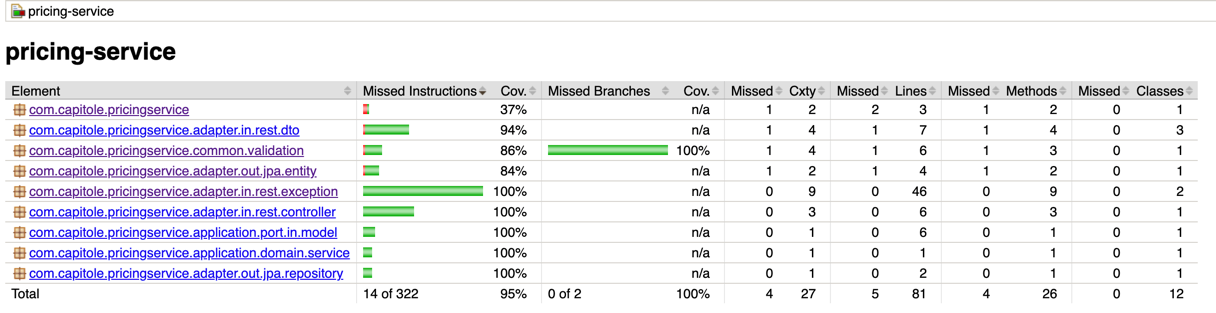 pricing-service
pricing-service
Element Missed Instructions Cov. Missed Branches Cov. Missed Cxty Missed Lines Missed Methods Missed Classes
com.capitole.pricingservice 37% n/a 1 2 2 3 1 2 0 1
com.capitole.pricingservice.adapter.in.rest.dto 94% n/a 1 4 1 7 1 4 0 3
com.capitole.pricingservice.common.validation 86% 100% 1 4 1 6 1 3 0 1
com.capitole.pricingservice.adapter.out.jpa.entity 84% n/a 1 2 1 4 1 2 0 1
com.capitole.pricingservice.adapter.in.rest.exception 100% n/a 0 9 0 46 0 9 0 2
com.capitole.pricingservice.adapter.in.rest.controller 100% n/a 0 3 0 6 0 3 0 1
com.capitole.pricingservice.application.port.in.model 100% n/a 0 1 0 6 0 1 0 1
com.capitole.pricingservice.application.domain.service 100% n/a 0 1 0 1 0 1 0 1
com.capitole.pricingservice.adapter.out.jpa.repository 100% n/a 0 1 0 2 0 1 0 1
Total 14 of 322 95% 0 of 2 100% 4 27 5 81 4 26 0 12